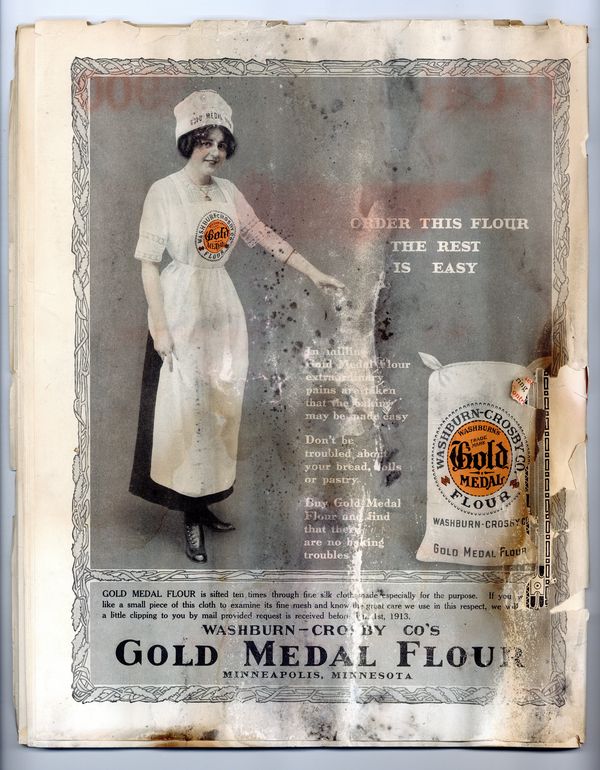 GOLD MEDAL
WASHBURN-CROSBY CO.
Gold
MEDAL
FLOUR
ORDER THIS FLOUR
THE REST
IS EASY
In milling
Gold Medal Flour
extraordinary
pains are taken
that the baking
may be made easy
Don't be
troubled about
your bread, rolls
or pastry.
Buy Gold Medal
Flour and find
that there
are no baking
troubles
WASHBURN-CROSBY CO.
WASHBURN'S
TRADE
MARK
Gold
MEDAL
FLOUR
WASHBURN-CROSBY
GOLD MEDAL FLOUR
GOLD MEDAL FLOUR is sifted ten times through fine silk cloth made especially for the purpose. If you
like a small piece of this cloth to examine its fine mesh and know the great care we use in this respect, we
a little clipping to you by mail provided request is received before 1st, 1913.
WASHBURN-CROSBY CO'S
GOLD MEDAL FLOUR
MINNEAPOLIS, MINNESOTA